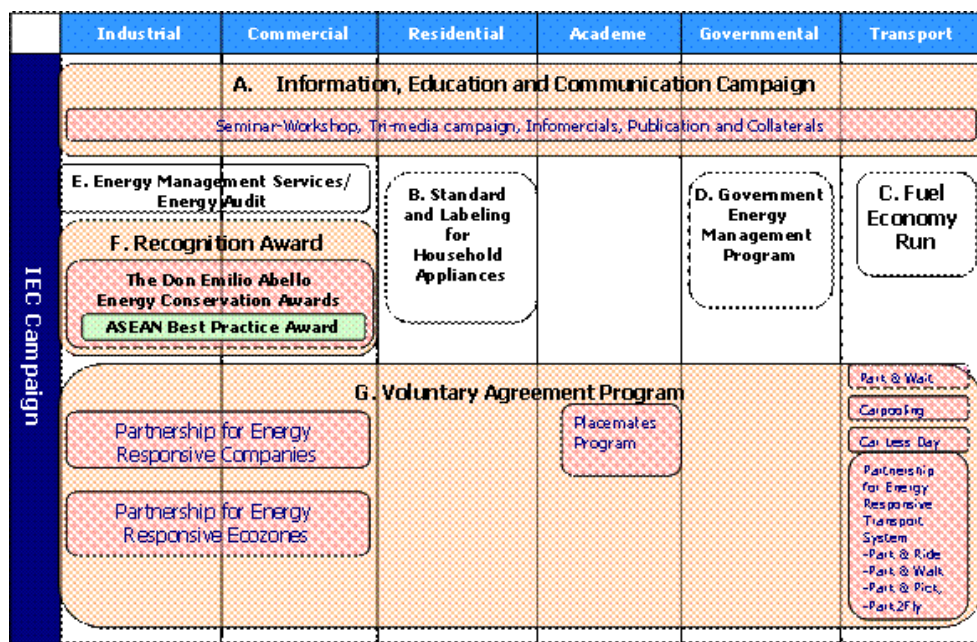 Industrial
Commercial
Residential
Academe
Governmental
Transport
IEC Campaign
A. Information, Education and Communication Campaign
Seminar-Workshop, Tri-media campaign, Infomercials, Publication and Collaterals
E. Energy Management Services/
Energy Audit
F. Recognition Award
The Don Emilio Abello
Energy Conservation Awards
ASEAN Best Practice Award
B. Standard
and Labeling
for
Household
Appliances
D. Government
Energy
Management
Program
C. Fuel
Economy
Run
G. Voluntary Agreement Program
Partnership for Energy
Responsive Companies
Partnership for Energy
Responsive Ecozones
Placemates
Program
Park & Wait
Carpooling
Car Less Day
Partnership
for Energy
Responsive
Transport
System
-Park & Ride
-Park & Walk
-Park & Pick,
-Park2Fly